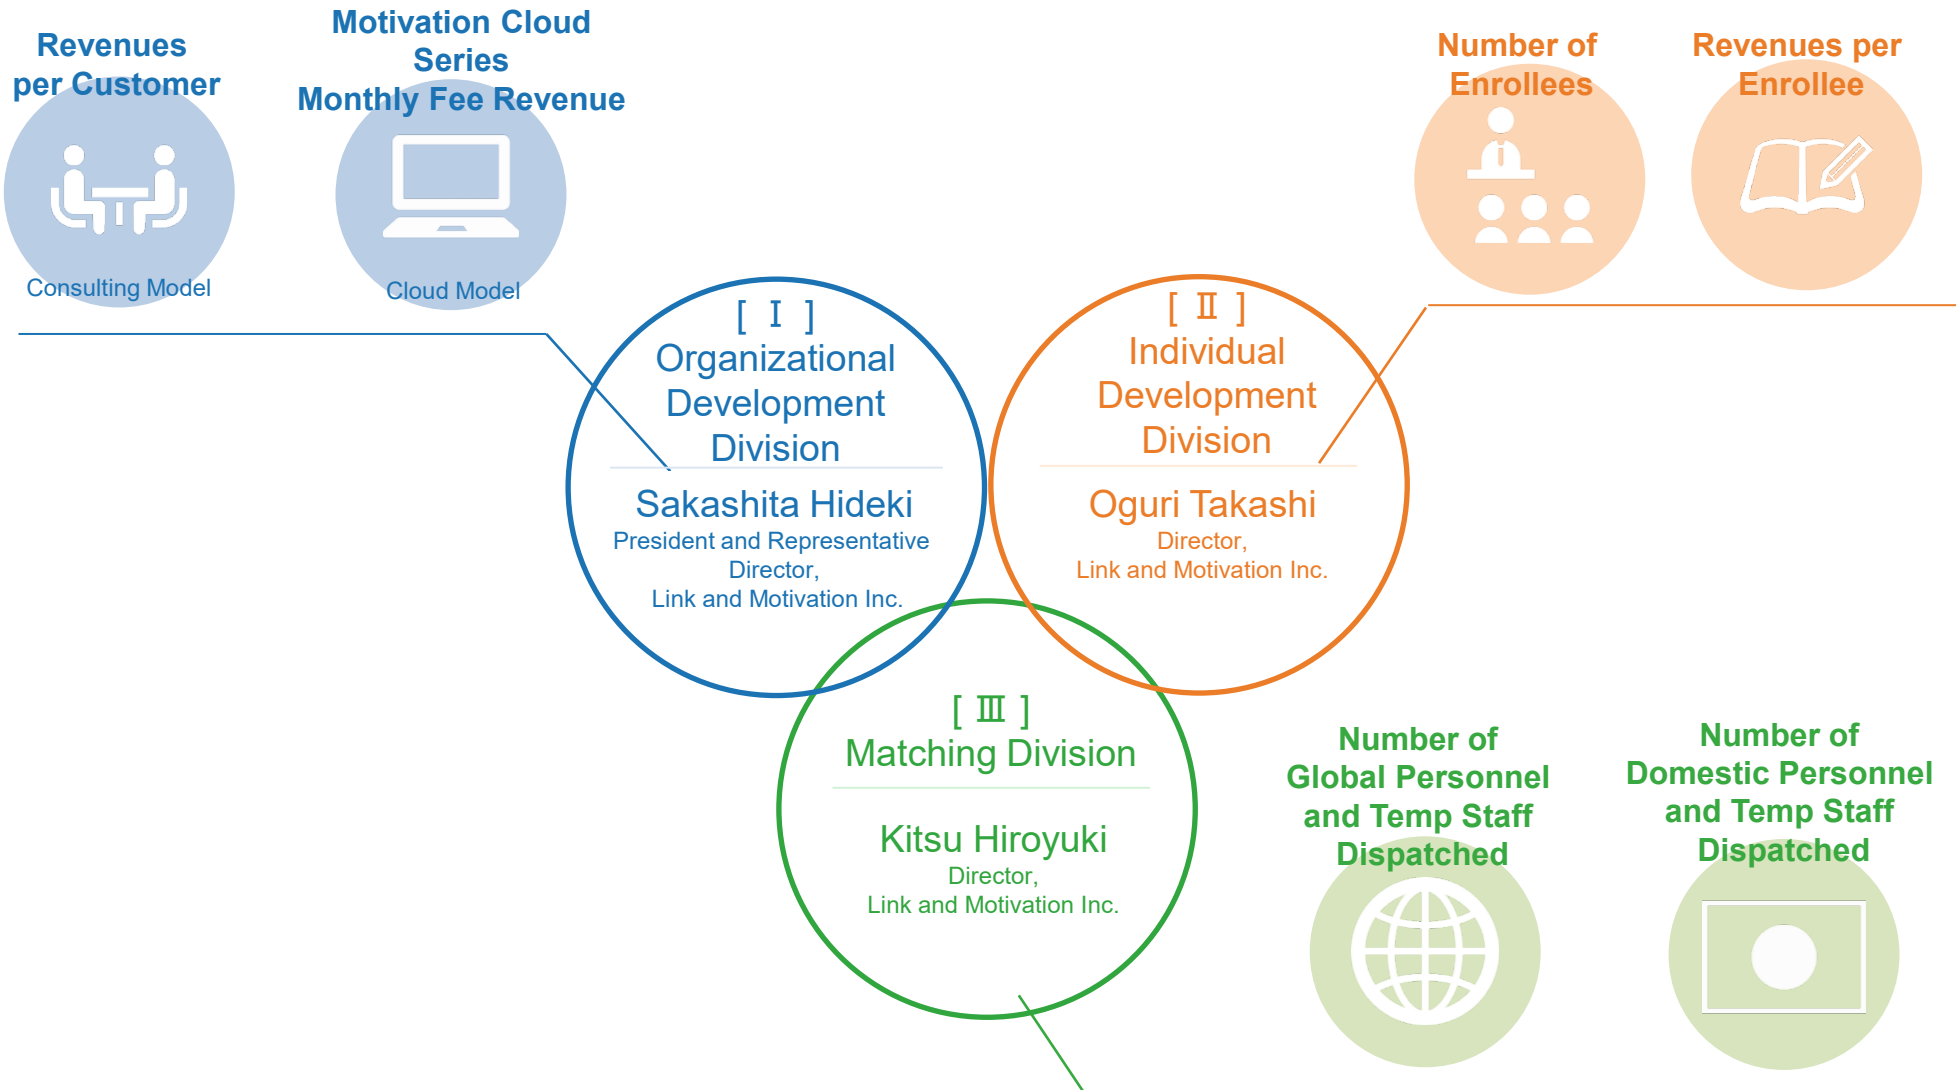 Revenues
per Customer
Consulting Model
Motivation Cloud
Series
Monthly Fee Revenue
Cloud Model
Number of
Enrollees
Revenues per
Enrollee
[ Ⅰ ]
Organizational
Development
Division
Sakashita Hideki
President and Representative
Director,
Link and Motivation Inc.
[ Ⅱ ]
Individual
Development
Division
Oguri Takashi
Director,
Link and Motivation Inc.
[ Ⅲ ]
Matching Division
Kitsu Hiroyuki
Director,
Link and Motivation Inc.
Number of
Global Personnel
and Temp Staff
Dispatched
Number of
Domestic Personnel
and Temp Staff
Dispatched